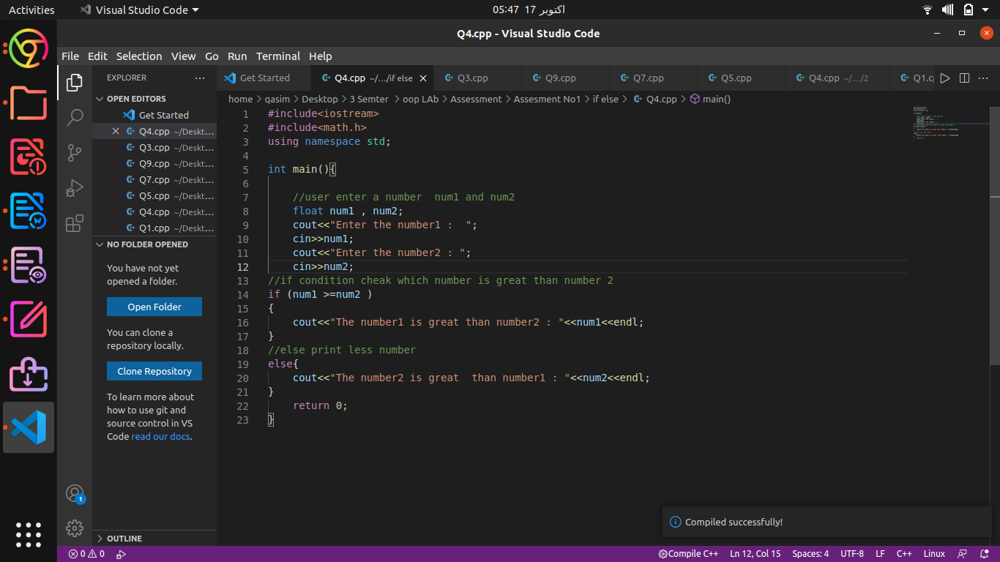 Activities Visual Studio Code 05:47 17 اکتوبر
Q4.cpp - Visual Studio Code
File Edit Selection View Go Run Terminal Help
EXPLORER ...
Get Started Q4.cpp ~/.../if else Q3.cpp Q9.cpp Q7.cpp Q5.cpp Q4.cpp ~/.../2 Q1.c
home > qasim > Desktop > 3 Semter > oop LAb > Assessment > Assesment No1 > if else > Q4.cpp > main()
OPEN EDITORS
Get Started
Q4.cpp ~/Deskt...
Q3.cpp ~/Deskt...
Q9.cpp ~/Deskt...
Q7.cpp ~/Deskt...
Q5.cpp ~/Deskt...
Q4.cpp ~/Deskt...
Q1.cpp ~/Deskt...
NO FOLDER OPENED
You have not yet
opened a folder.
Open Folder
You can clone a
repository locally.
Clone Repository
To learn more about
how to use git and
source control in VS
Code read our docs.
OUTLINE
1 #include<iostream>
2 #include<math.h>
3 using namespace std;
4
5 int main(){
6
7 //user enter a number  num1 and num2
8 float num1 , num2;
9 cout<<"Enter the number1 :  ";
10 cin>>num1;
11 cout<<"Enter the number2 : ";
12 cin>>num2;
13 //if condition cheak which number is great than number 2
14 if (num1 >=num2 )
15 {
16 cout<<"The number1 is great than number2 : "<<num1<<endl;
17 }
18 //else print less number
19 else{
20 cout<<"The number2 is great  than number1 : "<<num2<<endl;
21 }
22 return 0;
23 }
Compiled successfully!
1
0 0 Compile C++ Ln 12, Col 15 Spaces: 4 UTF-8 LF C++ Linux